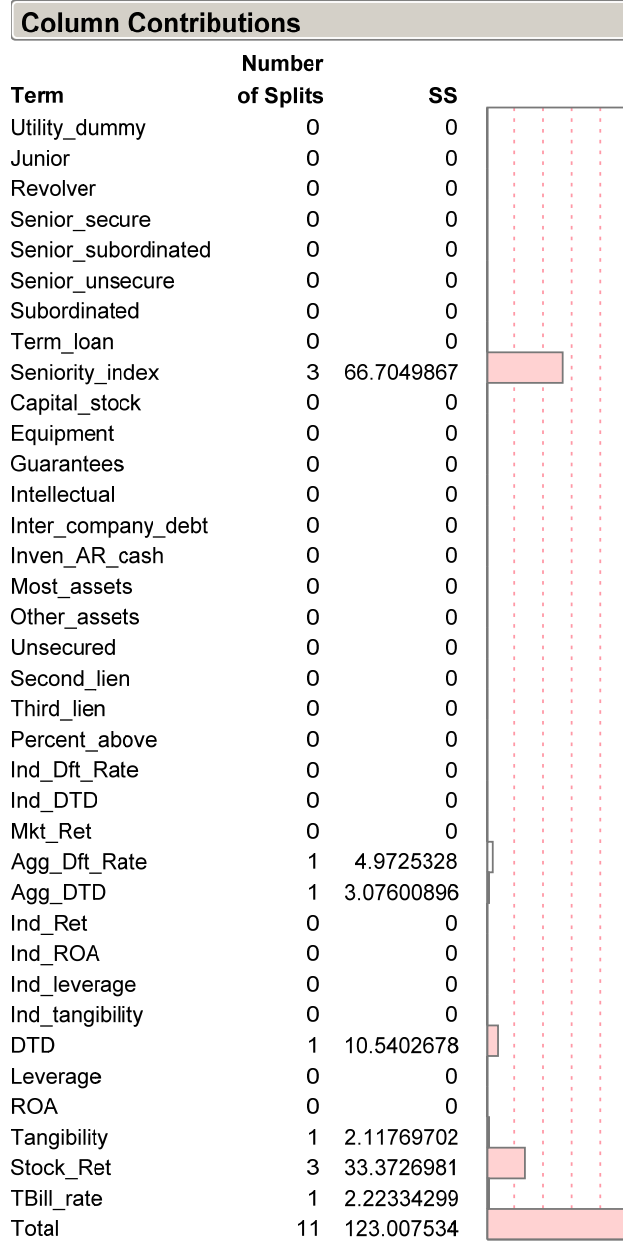 Column Contributions
Number
Term of Splits SS
Utility_dummy 0 0
Junior 0 0
Revolver 0 0
Senior_secure 0 0
Senior_subordinated 0 0
Senior_unsecure 0 0
Subordinated 0 0
Term_loan 0 0
Seniority_index 3 66.7049867
Capital_stock 0 0
Equipment 0 0
Guarantees 0 0
Intellectual 0 0
Inter_company_debt 0 0
Inven_AR_cash 0 0
Most_assets 0 0
Other_assets 0 0
Unsecured 0 0
Second_lien 0 0
Third_lien 0 0
Percent_above 0 0
Ind_Dft_Rate 0 0
Ind_DTD 0 0
Mkt_Ret 0 0
Agg_Dft_Rate 1 4.9725328
Agg_DTD 1 3.07600896
Ind_Ret 0 0
Ind_ROA 0 0
Ind_leverage 0 0
Ind_tangibility 0 0
DTD 1 10.5402678
Leverage 0 0
ROA 0 0
Tangibility 1 2.11769702
Stock_Ret 3 33.3726981
TBill_rate 1 2.22334299
Total 11 123.007534